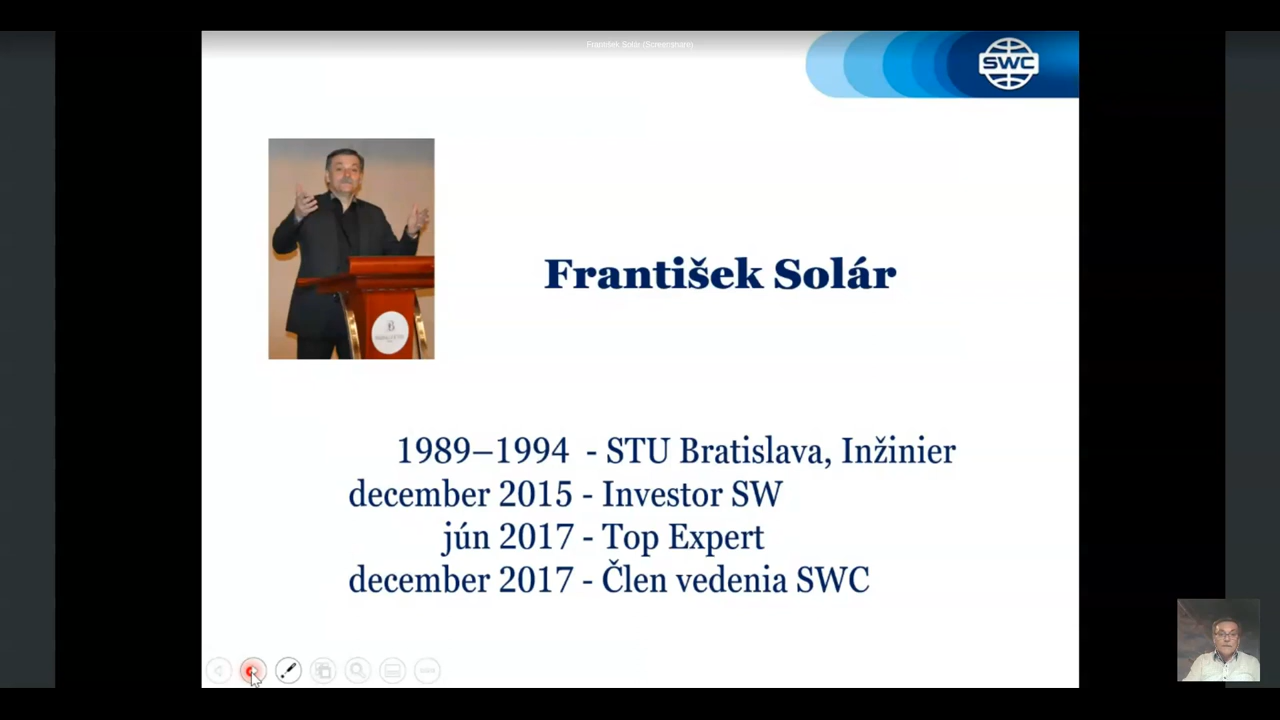 František Solár (Screenshare)
SWC
František Solár
1989–1994 - STU Bratislava, Inžinier
december 2015 - Investor SW
jún 2017 - Top Expert
december 2017 - Člen vedenia SWC